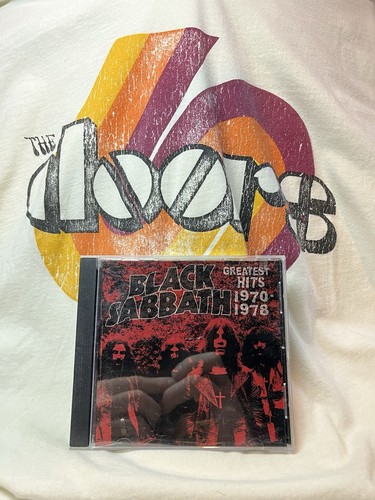 THE
doors
BLACK
SABBATH
GREATEST
HITS
1970-
1978